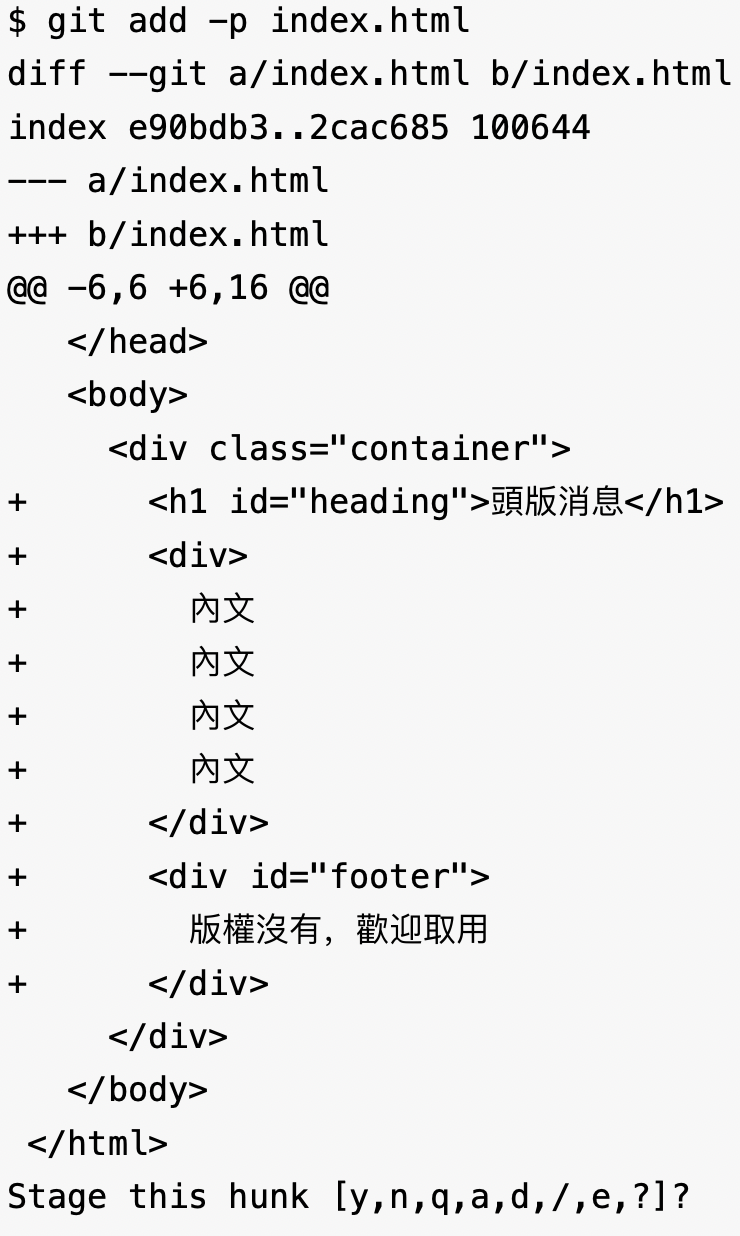 $ git add -p index.html
diff --git a/index.html b/index.html
index e90bdb3..2cac685 100644
--- a/index.html
+++ b/index.html
@@ -6,6 +6,16 @@
   </head>
   <body>
     <div class="container">
+      <h1 id="heading">頭版消息</h1>
+      <div>
+        內文
+        內文
+        內文
+        內文
+      </div>
+      <div id="footer">
+        版權沒有，歡迎取用
+      </div>
     </div>
   </body>
 </html>
Stage this hunk [y,n,q,a,d,/,e,?]?